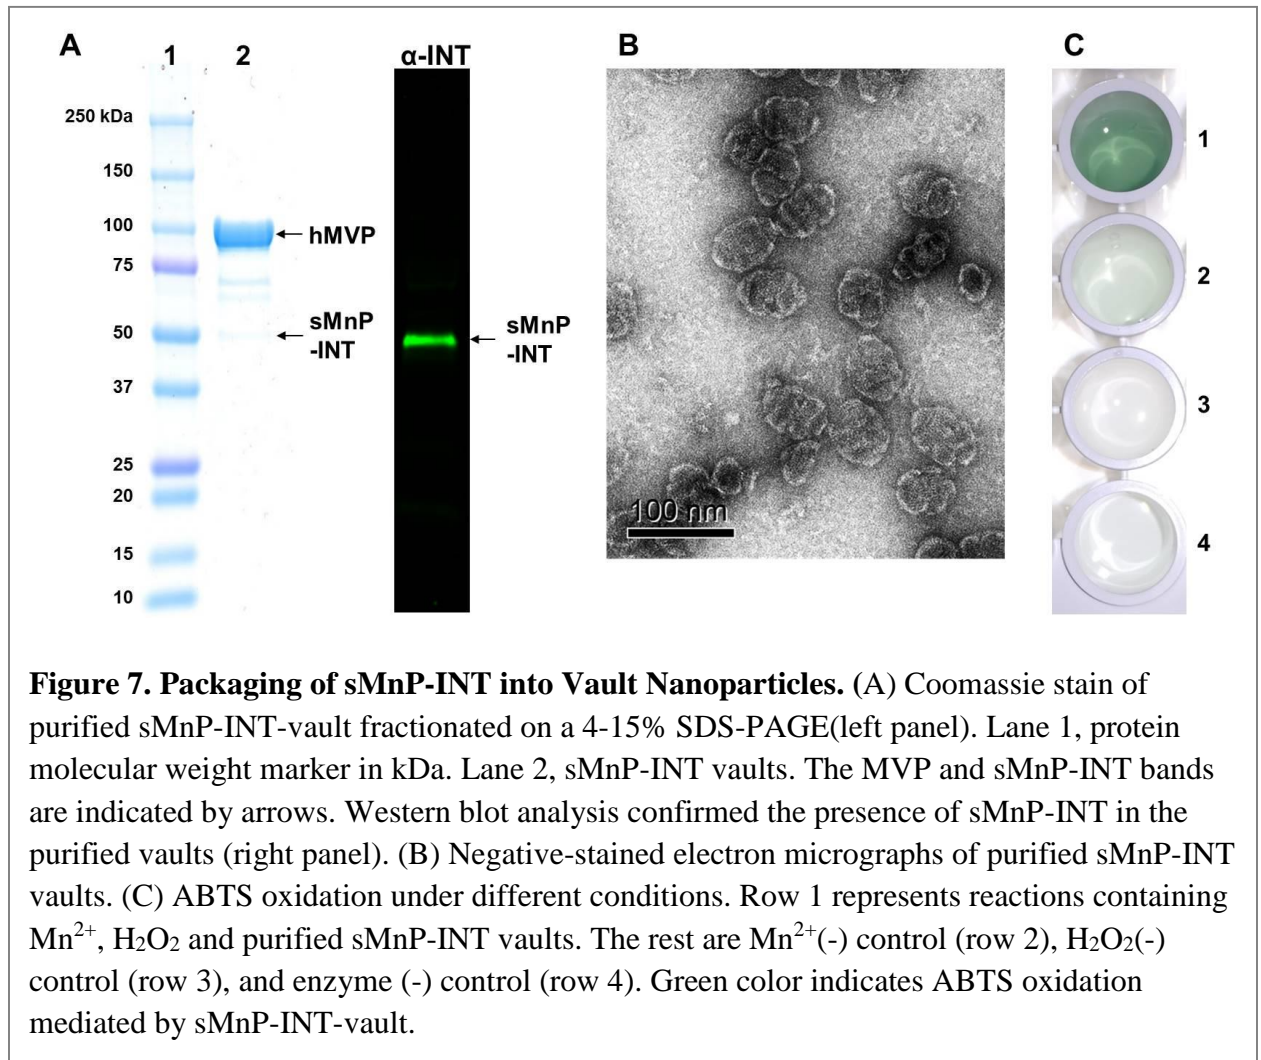 A
1
2
α-INT
B
C
250 kDa
150
100
75
50
37
25
20
15
10
hMVP
sMnP
-INT
sMnP
-INT
100 nm
1
2
3
4
Figure 7. Packaging of sMnP-INT into Vault Nanoparticles. (A) Coomassie stain of
purified sMnP-INT-vault fractionated on a 4-15% SDS-PAGE(left panel). Lane 1, protein
molecular weight marker in kDa. Lane 2, sMnP-INT vaults. The MVP and sMnP-INT bands
are indicated by arrows. Western blot analysis confirmed the presence of sMnP-INT in the
purified vaults (right panel). (B) Negative-stained electron micrographs of purified sMnP-INT
vaults. (C) ABTS oxidation under different conditions. Row 1 represents reactions containing
Mn²⁺, H₂O₂ and purified sMnP-INT vaults. The rest are Mn²⁺(-) control (row 2), H₂O₂(-)
control (row 3), and enzyme (-) control (row 4). Green color indicates ABTS oxidation
mediated by sMnP-INT-vault.